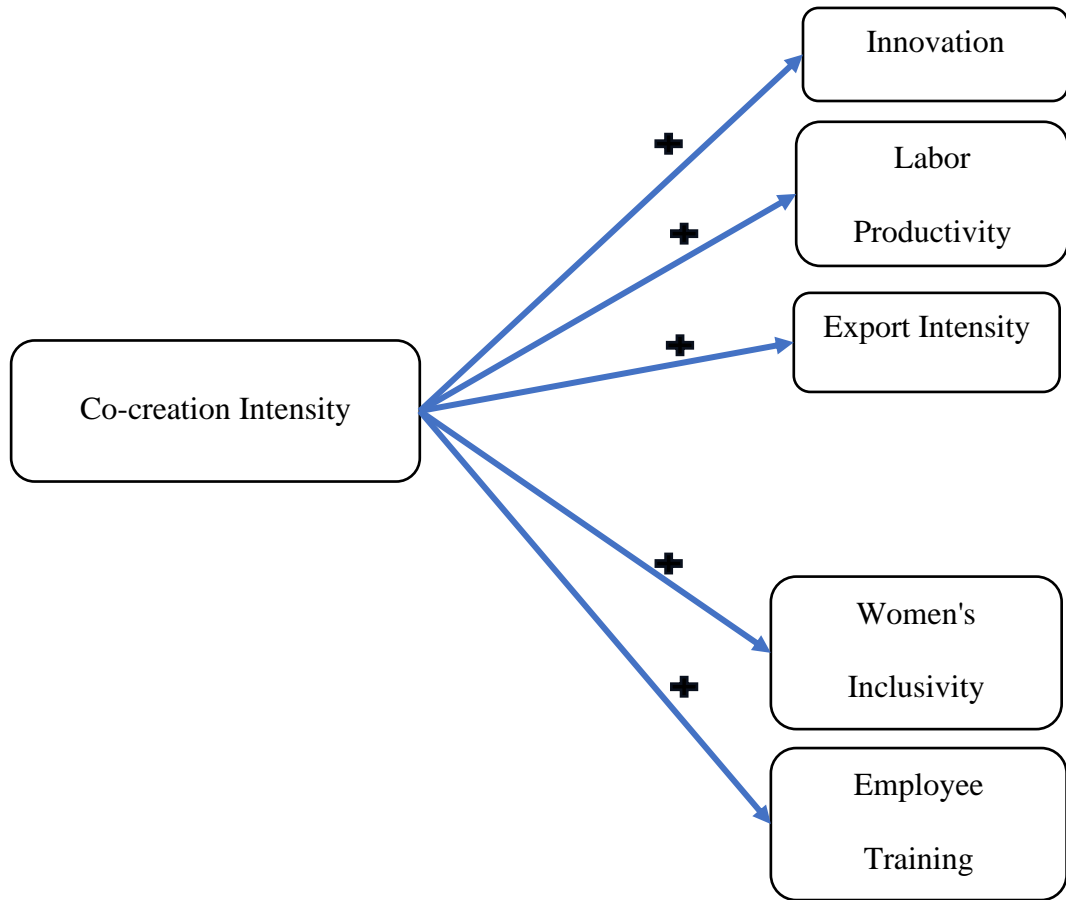 Innovation
Labor
Productivity
Export Intensity
Co-creation Intensity
Women's
Inclusivity
Employee
Training